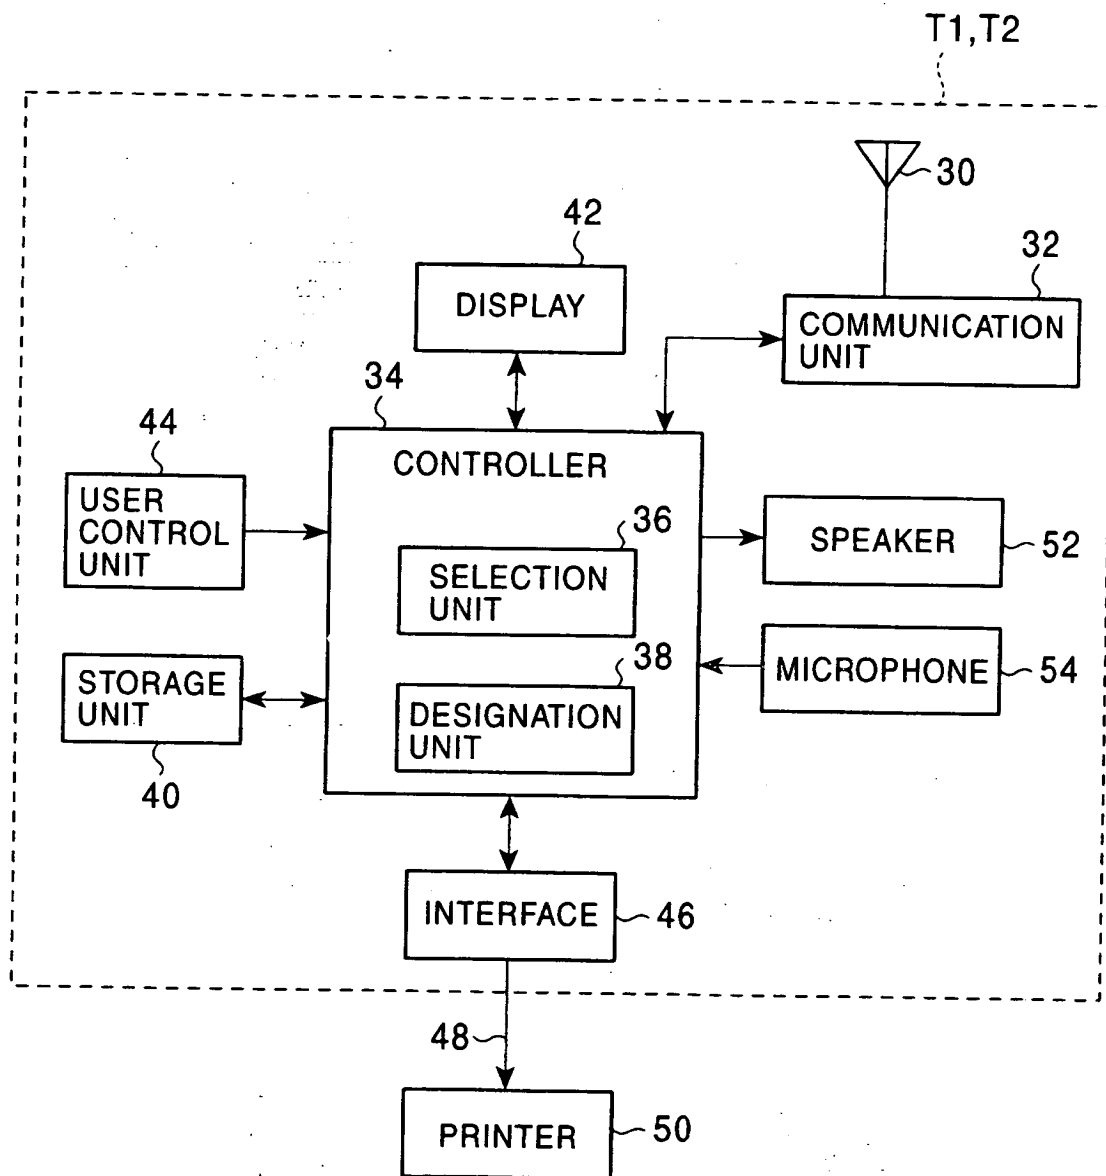 T1,T2
30
42
32
DISPLAY
COMMUNICATION
UNIT
34
44
CONTROLLER
USER
CONTROL
UNIT
36
SPEAKER
52
SELECTION
UNIT
38
MICROPHONE
54
STORAGE
UNIT
DESIGNATION
UNIT
40
INTERFACE
46
48
PRINTER
50